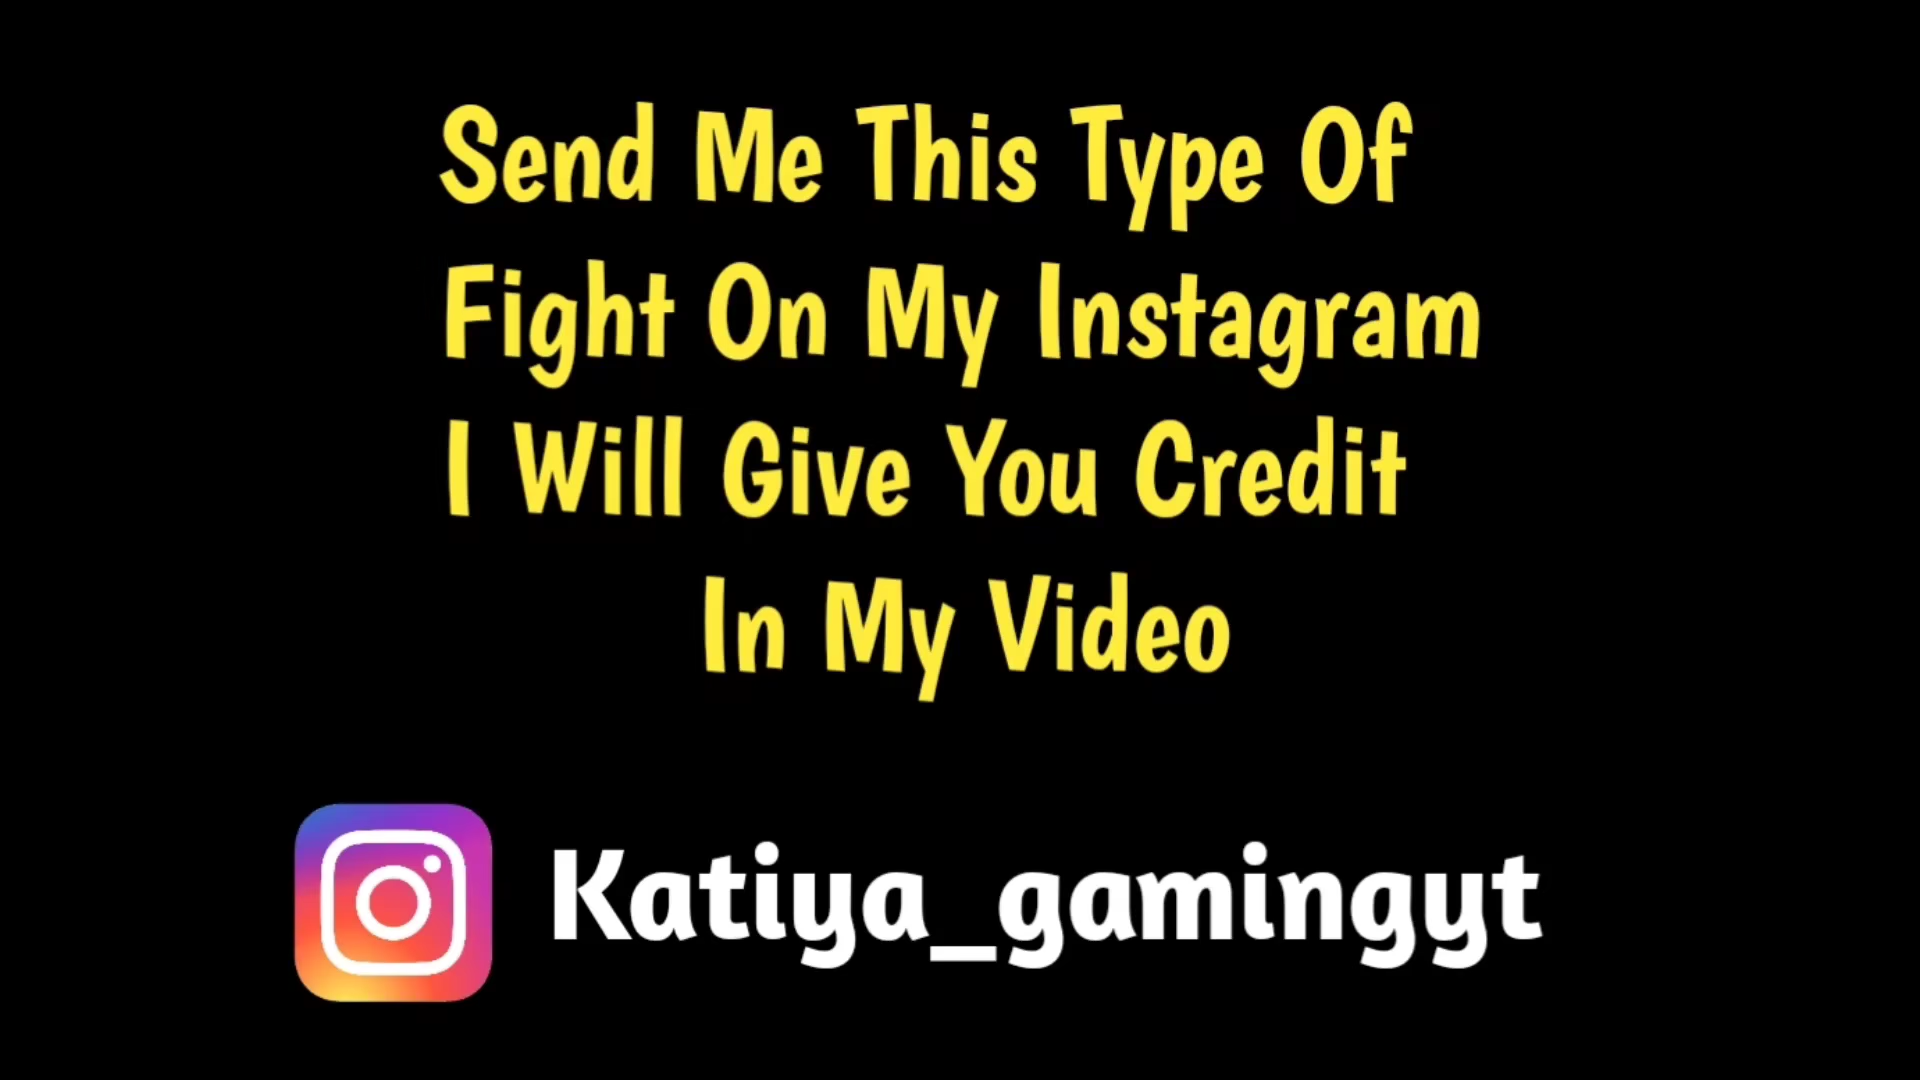 Send Me This Type Of
Fight On My Instagram
I Will Give You Credit
In My Video
Katiya_gamingyt